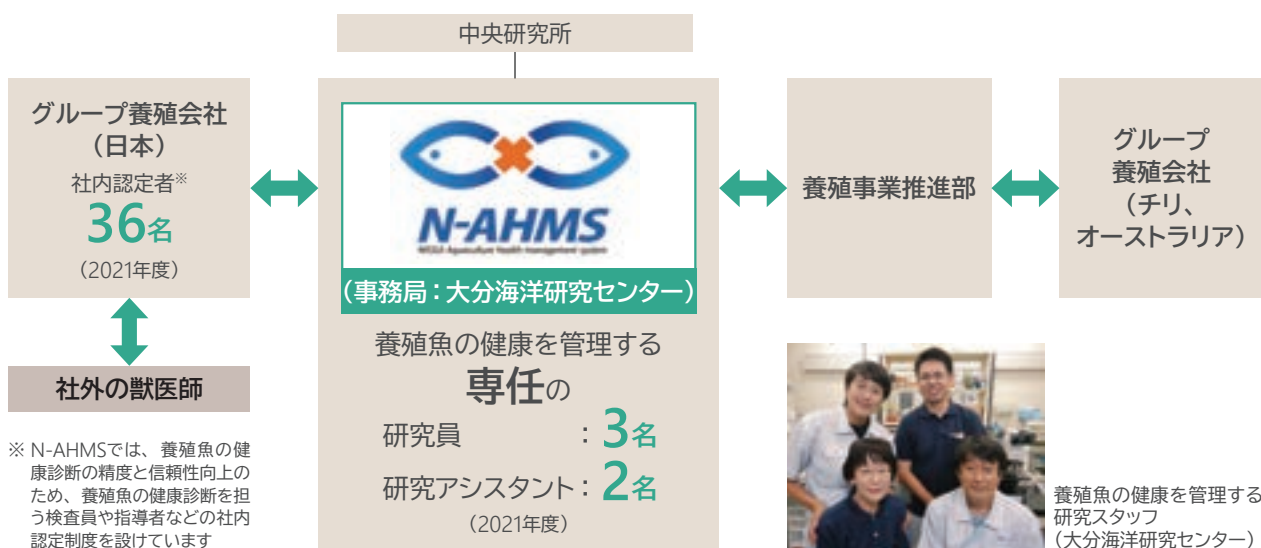 中央研究所
グループ養殖会社
（日本）
社内認定者※
36名
（2021年度）
社外の獣医師
※ N-AHMSでは、養殖魚の健
康診断の精度と信頼性向上の
ため、養殖魚の健康診断を担
う検査員や指導者などの社内
認定制度を設けています
N-AHMS
NISSUI Aquaculture health management system
（事務局：大分海洋研究センター）
養殖魚の健康を管理する
専任の
研究員　　　　：3名
研究アシスタント：2名
（2021年度）
養殖事業推進部
グループ
養殖会社
（チリ、
オーストラリア）
養殖魚の健康を管理する
研究スタッフ
（大分海洋研究センター）